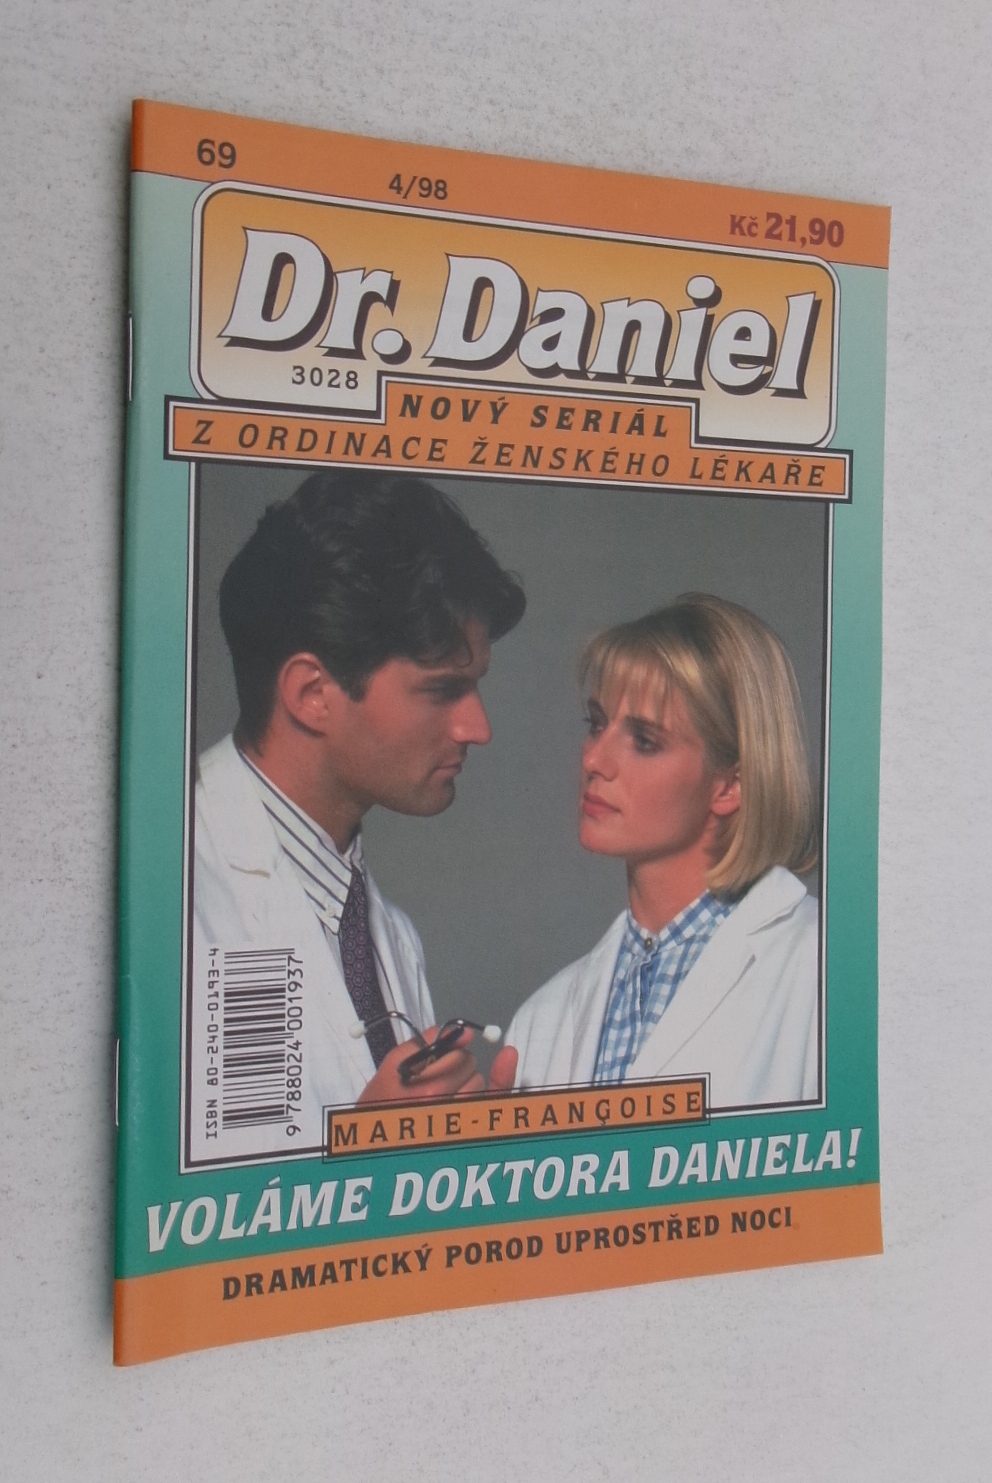 69
4/98
Kč 21,90
Dr. Daniel
3028
NOVÝ SERIÁL
Z ORDINACE ŽENSKÉHO LÉKAŘE
ISBN 80-240-0193-4
9 788024 001937
MARIE-FRANÇOISE
VOLÁME DOKTORA DANIELA!
DRAMATICKÝ POROD UPROSTŘED NOCI